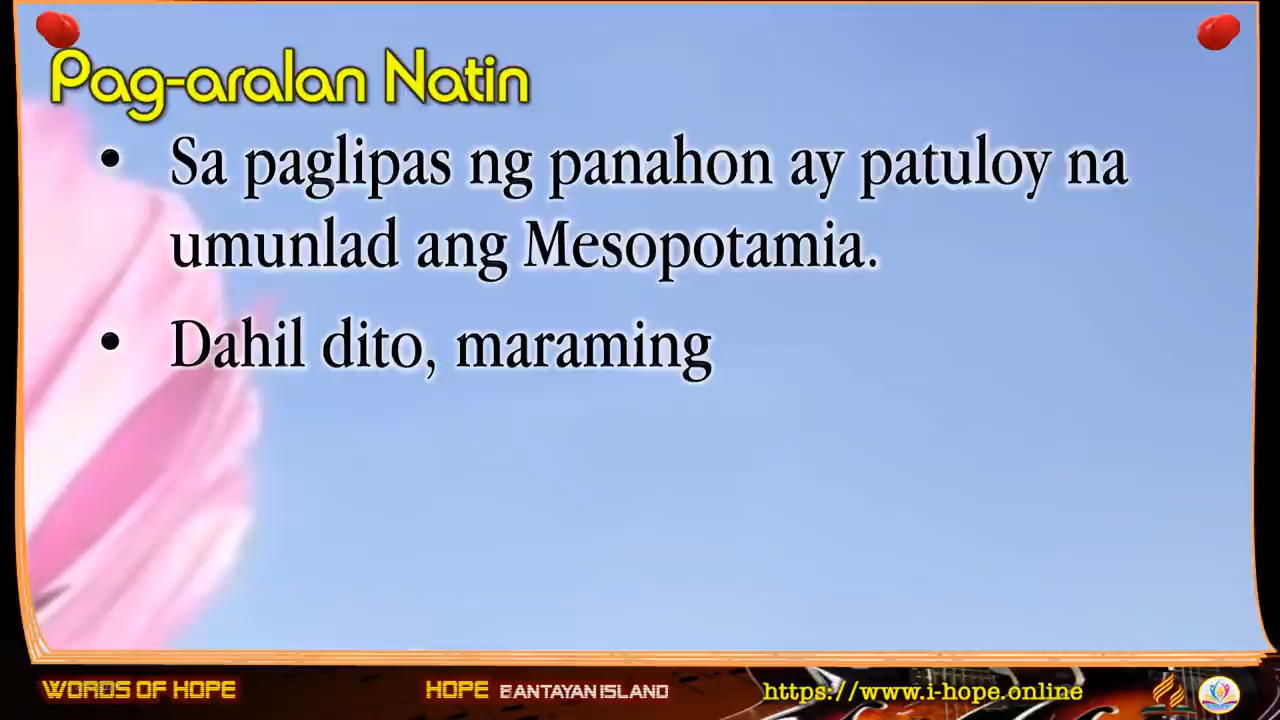 Pag-aralan Natin
• Sa paglipas ng panahon ay patuloy na
umunlad ang Mesopotamia.
• Dahil dito, maraming
WORDS OF HOPE
HOPE BANTAYAN ISLAND
https://www.i-hope.online